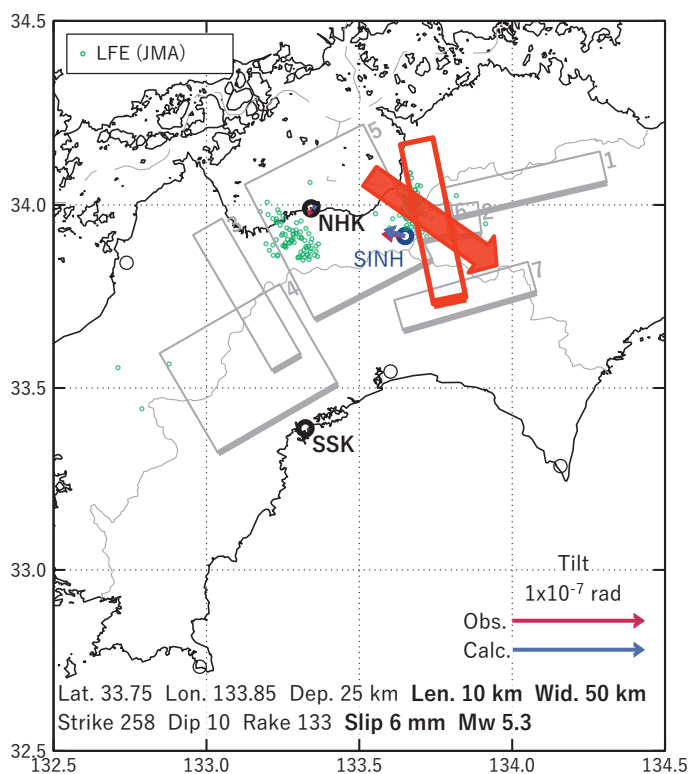 34.5
LFE (JMA)
5
1
34.0
NHK
6
2
3
SINH
7
4
33.5
SSK
33.0
Tilt
1x10⁻⁷ rad
Obs.
Calc.
Lat. 33.75 Lon. 133.85 Dep. 25 km Len. 10 km Wid. 50 km
Strike 258 Dip 10 Rake 133 Slip 6 mm Mw 5.3
32.5
132.5 133.0 133.5 134.0 134.5